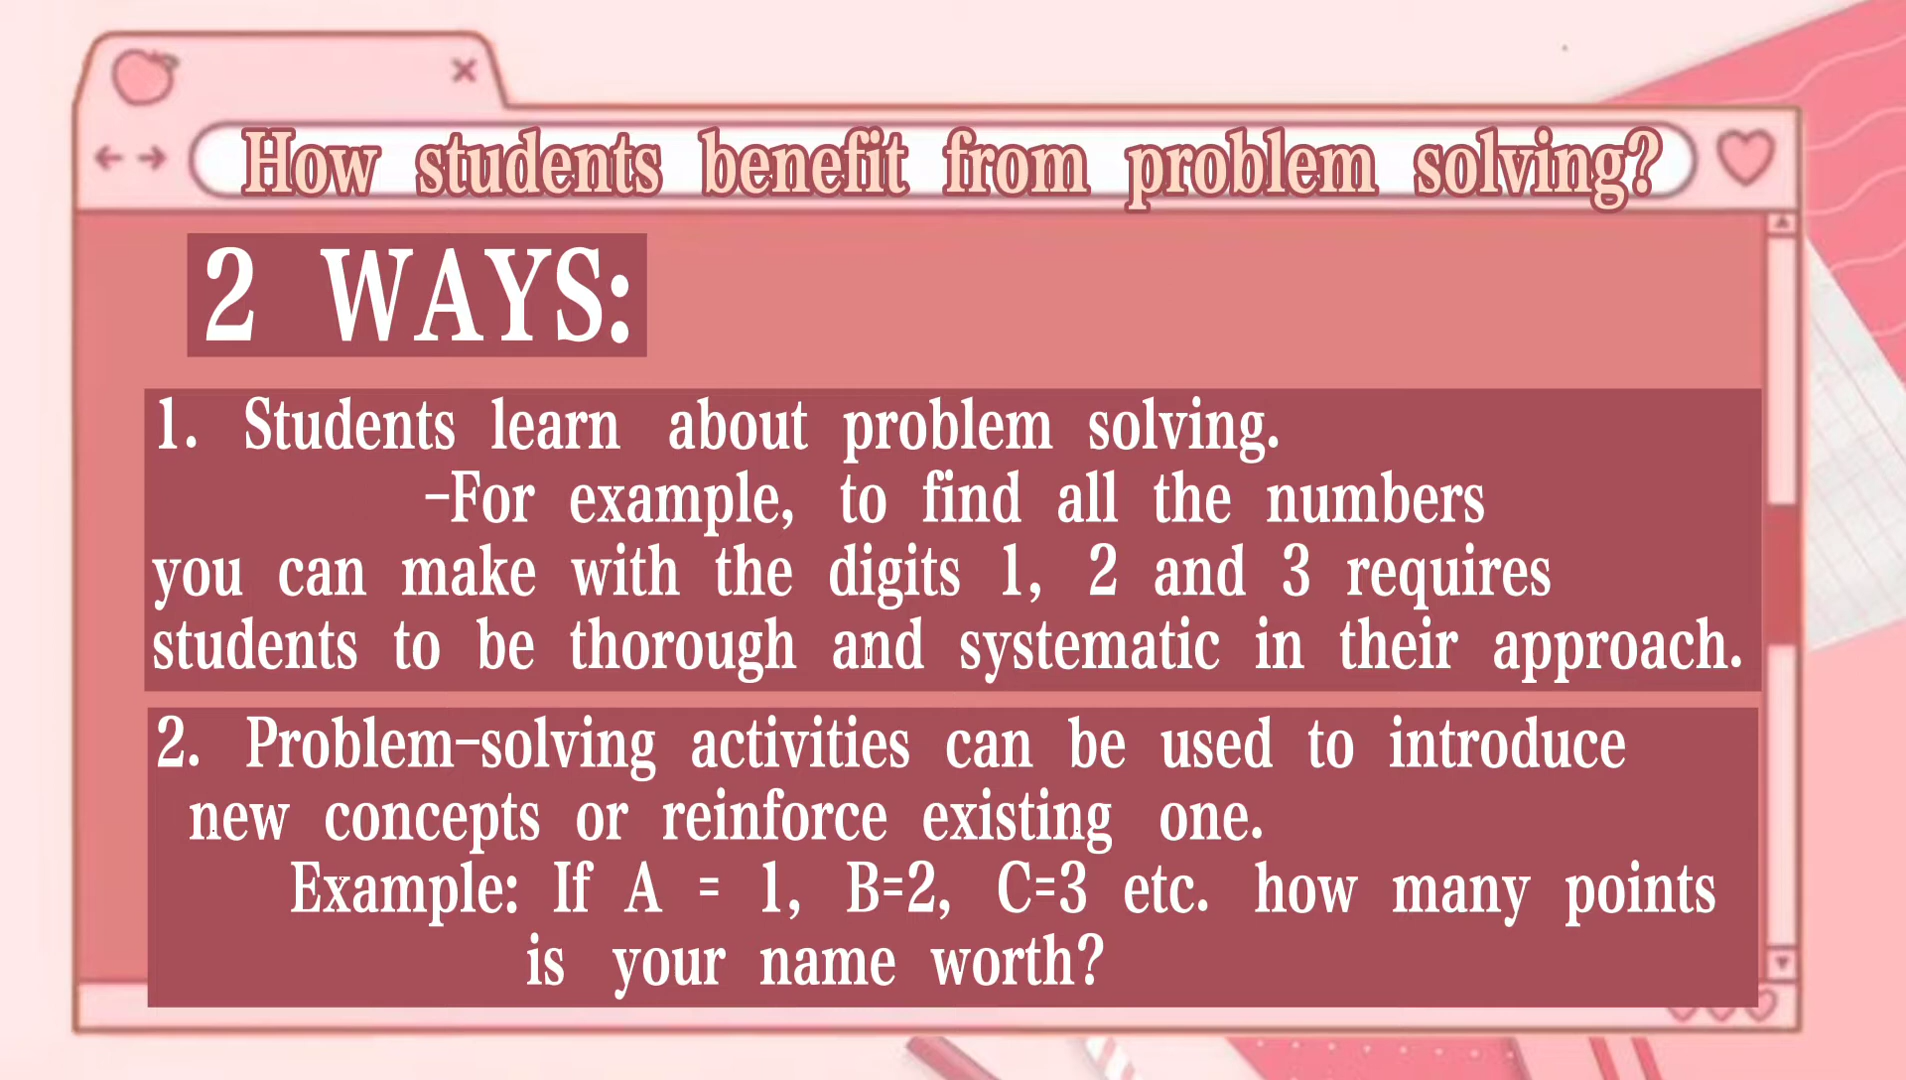 How students benefit from problem solving?
2 WAYS:
1. Students learn about problem solving.
-For example, to find all the numbers
you can make with the digits 1, 2 and 3 requires
students to be thorough and systematic in their approach.
2. Problem-solving activities can be used to introduce
new concepts or reinforce existing one.
Example: If A = 1, B=2, C=3 etc. how many points
is your name worth?